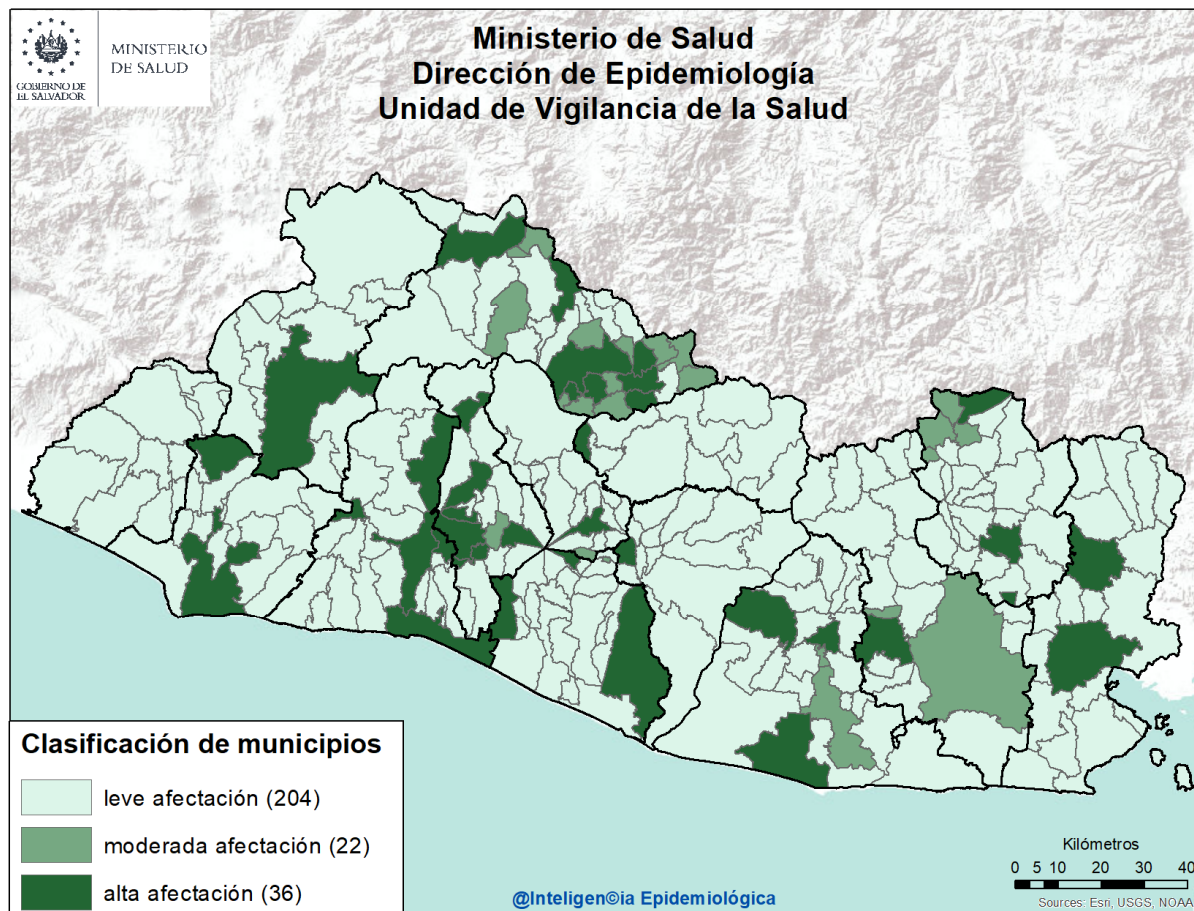 GOBIERNO DE
EL SALVADOR
MINISTERIO
DE SALUD
Ministerio de Salud
Dirección de Epidemiología
Unidad de Vigilancia de la Salud
Clasificación de municipios
leve afectación (204)
moderada afectación (22)
alta afectación (36)
@Inteligen©ia Epidemiológica
Kilómetros
0 5 10 20 30 40
Sources: Esri, USGS, NOAA